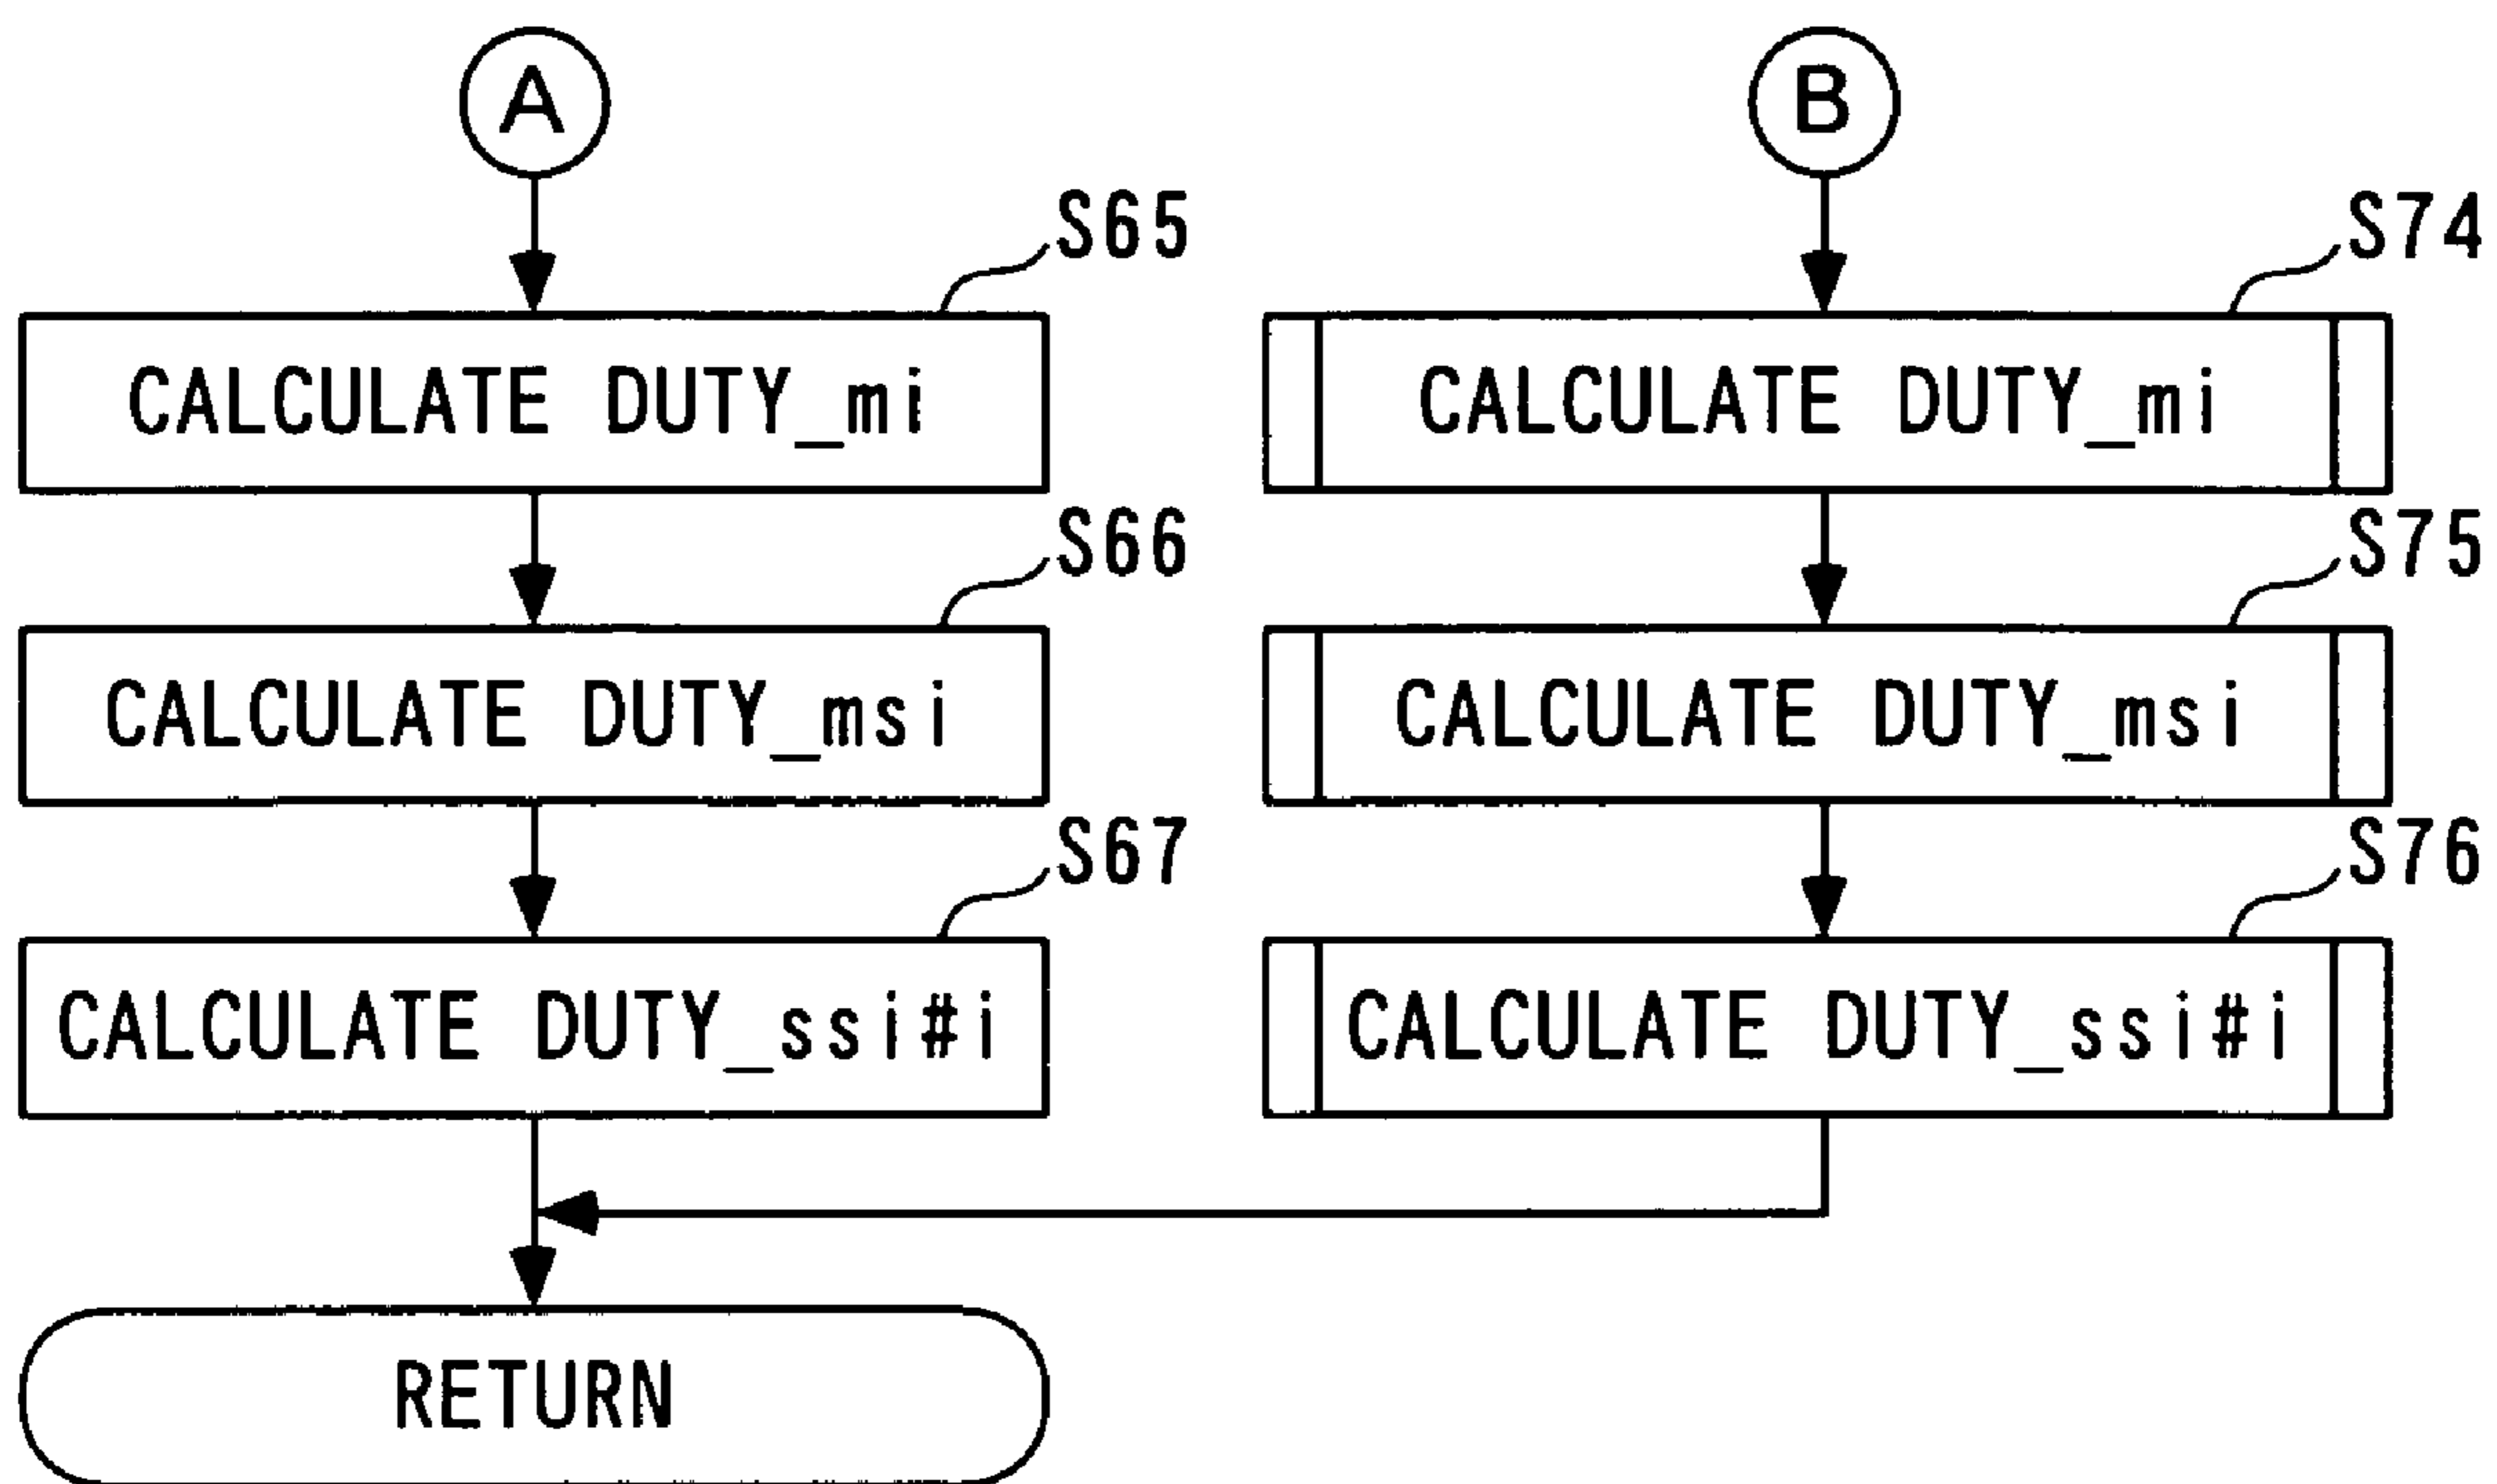 A
B
S65
S74
CALCULATE DUTY_mi
CALCULATE DUTY_mi
S66
S75
CALCULATE DUTY_msi
CALCULATE DUTY_msi
S67
S76
CALCULATE DUTY_ssi#i
CALCULATE DUTY_ssi#i
RETURN